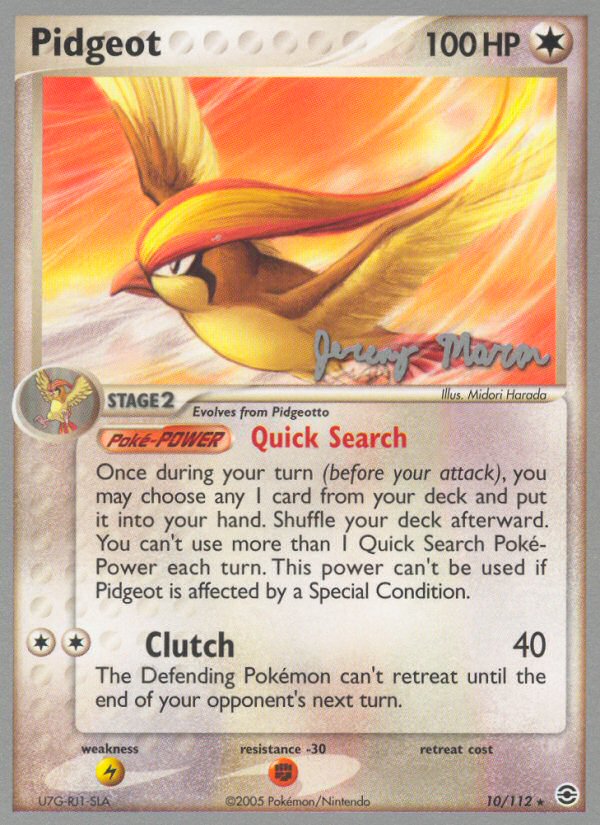 Pidgeot
100 HP
Jeremy Maron
Illus. Midori Harada
STAGE 2
Evolves from Pidgeotto
Poké-POWER Quick Search
Once during your turn (before your attack), you
may choose any 1 card from your deck and put
it into your hand. Shuffle your deck afterward.
You can't use more than 1 Quick Search Poké-
Power each turn. This power can't be used if
Pidgeot is affected by a Special Condition.
Clutch 40
The Defending Pokémon can't retreat until the
end of your opponent's next turn.
weakness resistance -30 retreat cost
U7G-RJ1-SLA ©2005 Pokémon/Nintendo 10/112 ★